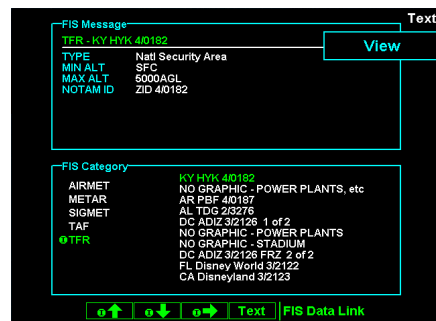 Text
FIS Message
TFR - KY HYK 4/0182
View
TYPE Natl Security Area
MIN ALT SFC
MAX ALT 5000AGL
NOTAM ID ZID 4/0182
FIS Category
AIRMET
METAR
SIGMET
TAF
TFR
KY HYK 4/0182
NO GRAPHIC - POWER PLANTS, etc
AR PBF 4/0187
AL TDG 2/3276
DC ADIZ 3/2126 1 of 2
NO GRAPHIC - POWER PLANTS
NO GRAPHIC - STADIUM
DC ADIZ 3/2126 FRZ 2 of 2
FL Disney World 3/2122
CA Disneyland 3/2123
Text FIS Data Link